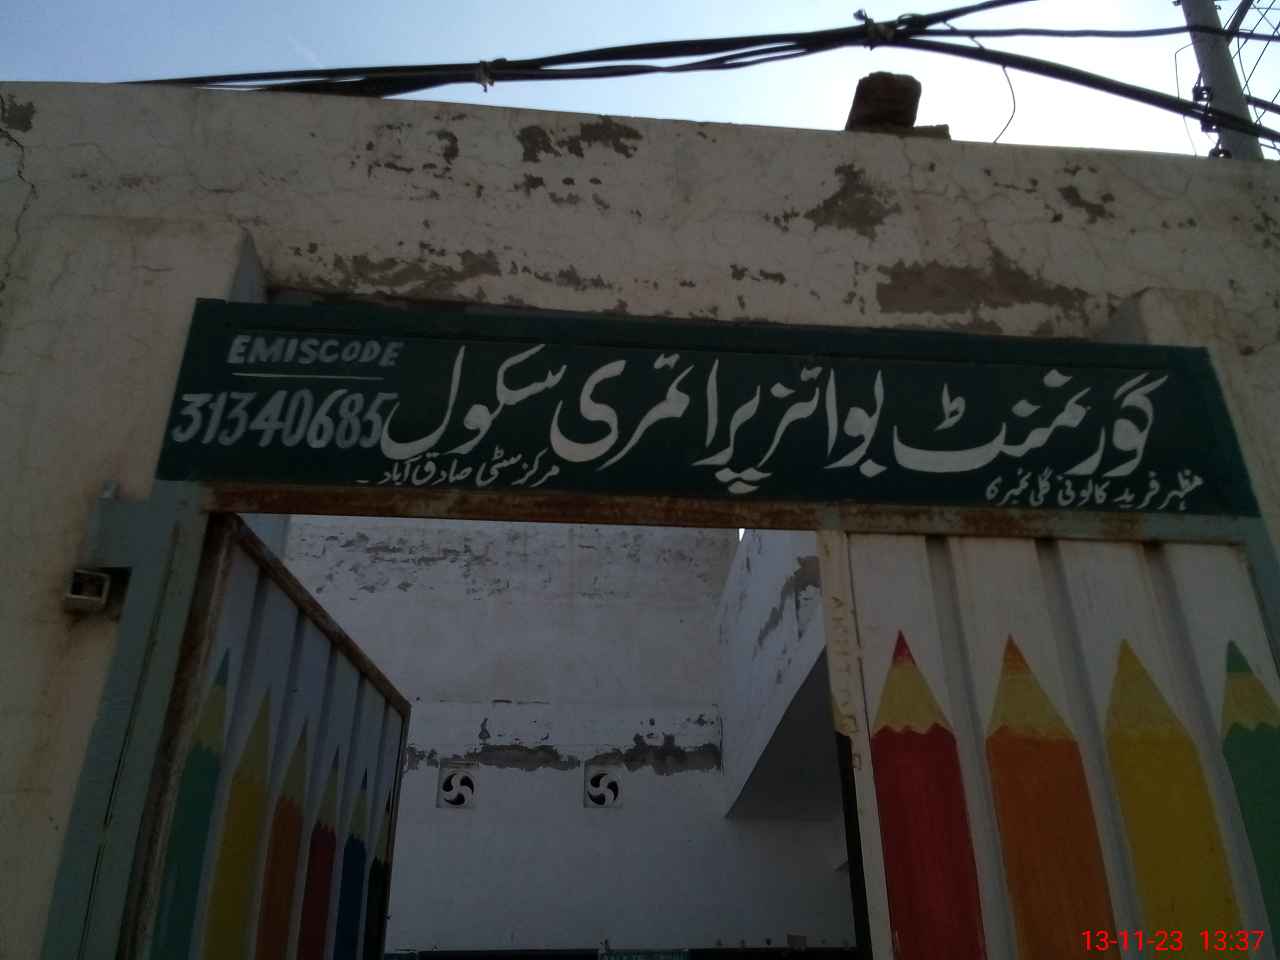 EMISCODE
31340685
گورنمنٹ بوائز پرائمری سکول
مظہر فرید کالونی گلی نمبر 6
مرکز سٹی صادق آباد۔
13-11-23 13:37